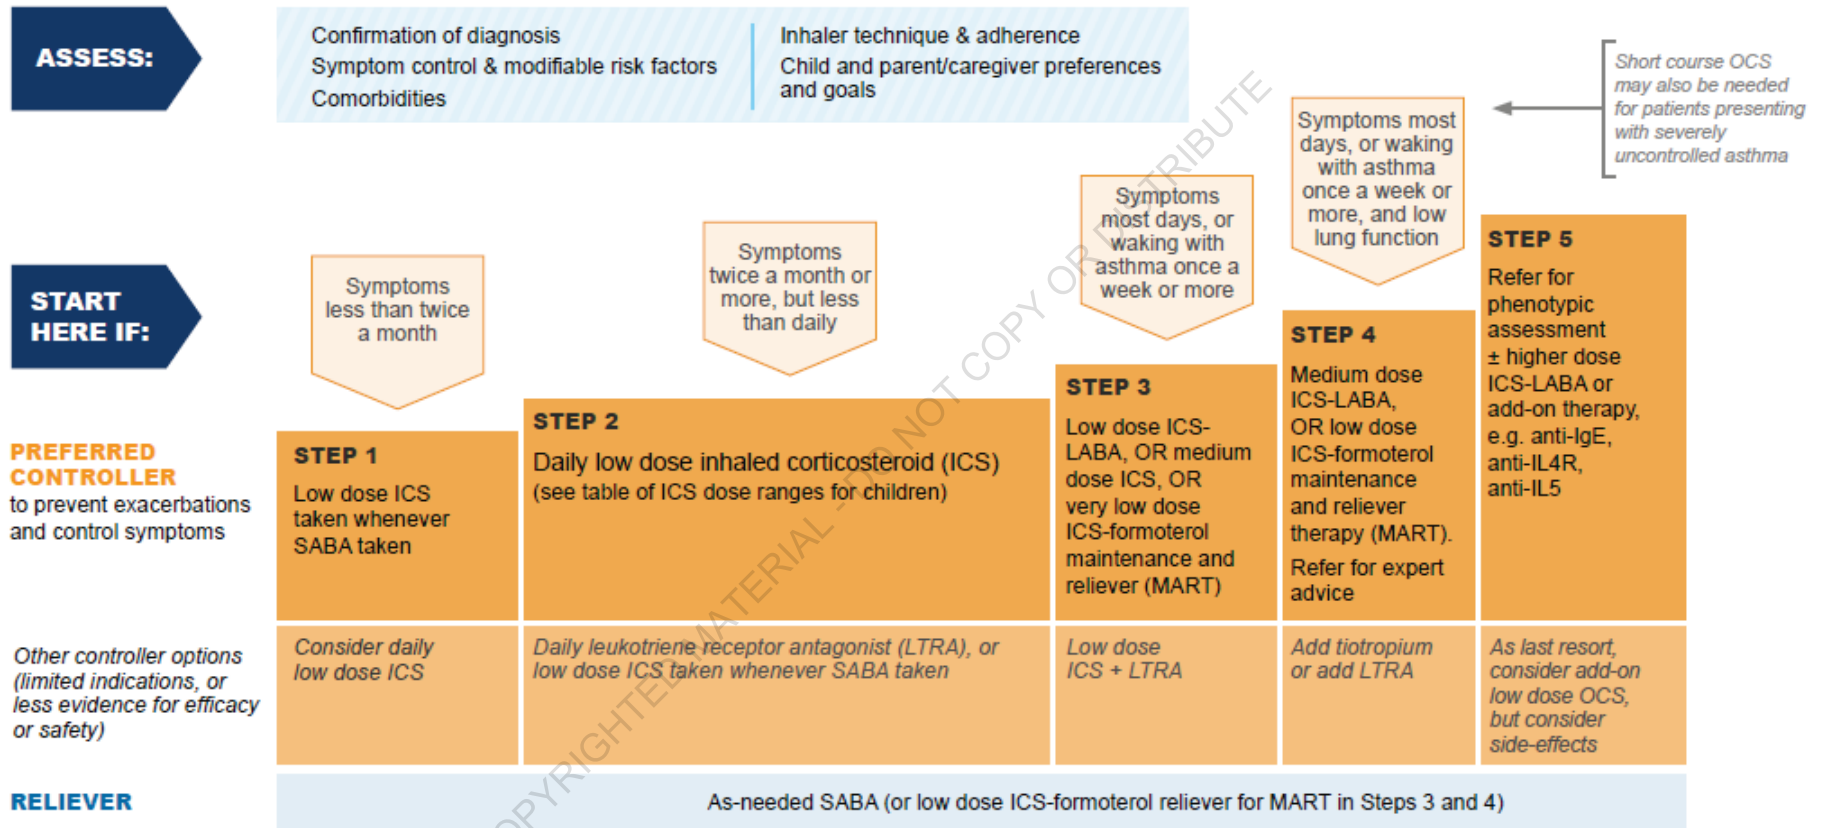 ASSESS:
Confirmation of diagnosis
Symptom control & modifiable risk factors
Comorbidities
Inhaler technique & adherence
Child and parent/caregiver preferences
and goals
Short course OCS
may also be needed
for patients presenting
with severely
uncontrolled asthma
START
HERE IF:
Symptoms
less than twice
a month
Symptoms
twice a month or
more, but less
than daily
Symptoms
most days, or
waking with
asthma once a
week or more
Symptoms most
days, or waking
with asthma
once a week or
more, and low
lung function
PREFERRED
CONTROLLER
to prevent exacerbations
and control symptoms
STEP 1
Low dose ICS
taken whenever
SABA taken
STEP 2
Daily low dose inhaled corticosteroid (ICS)
(see table of ICS dose ranges for children)
STEP 3
Low dose ICS-
LABA, OR medium
dose ICS, OR
very low dose
ICS-formoterol
maintenance and
reliever (MART)
STEP 4
Medium dose
ICS-LABA,
OR low dose
ICS-formoterol
maintenance
and reliever
therapy (MART).
Refer for expert
advice
STEP 5
Refer for
phenotypic
assessment
± higher dose
ICS-LABA or
add-on therapy,
e.g. anti-IgE,
anti-IL4R,
anti-IL5
Other controller options
(limited indications, or
less evidence for efficacy
or safety)
Consider daily
low dose ICS
Daily leukotriene receptor antagonist (LTRA), or
low dose ICS taken whenever SABA taken
Low dose
ICS + LTRA
Add tiotropium
or add LTRA
As last resort,
consider add-on
low dose OCS,
but consider
side-effects
RELIEVER
As-needed SABA (or low dose ICS-formoterol reliever for MART in Steps 3 and 4)
OPYRIGHTED MATERIAL - DO NOT COPY OR DISTRIBUTE